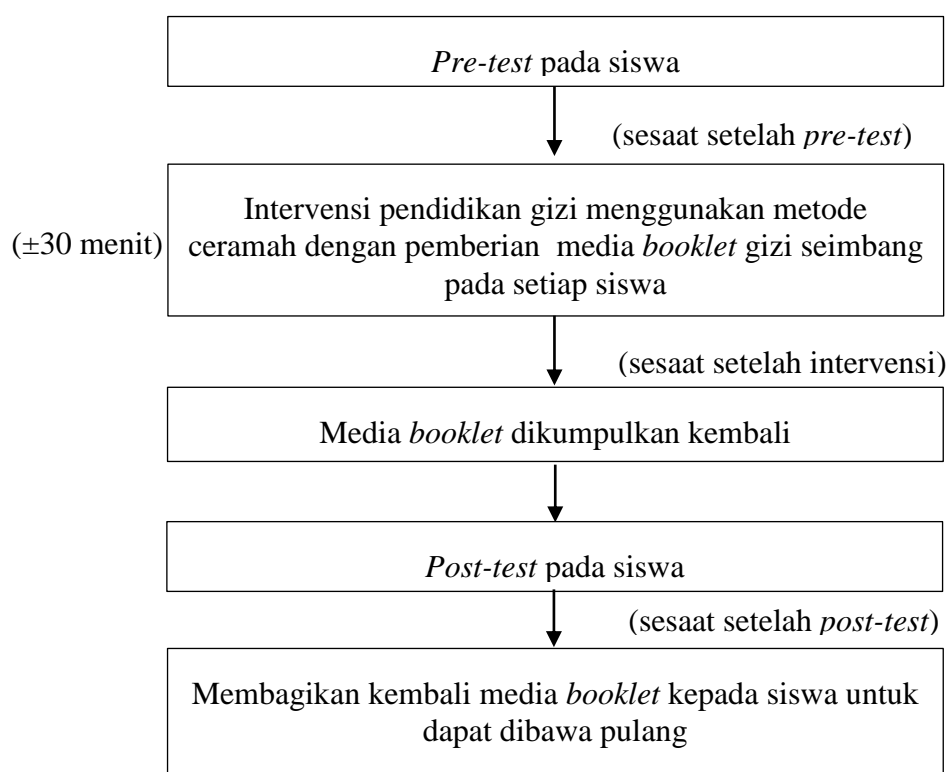 Pre-test pada siswa
(sesaat setelah pre-test)
Intervensi pendidikan gizi menggunakan metode
(±30 menit)
ceramah dengan pemberian media booklet gizi seimbang
pada setiap siswa
(sesaat setelah intervensi)
Media booklet dikumpulkan kembali
Post-test pada siswa
(sesaat setelah post-test)
Membagikan kembali media booklet kepada siswa untuk
dapat dibawa pulang